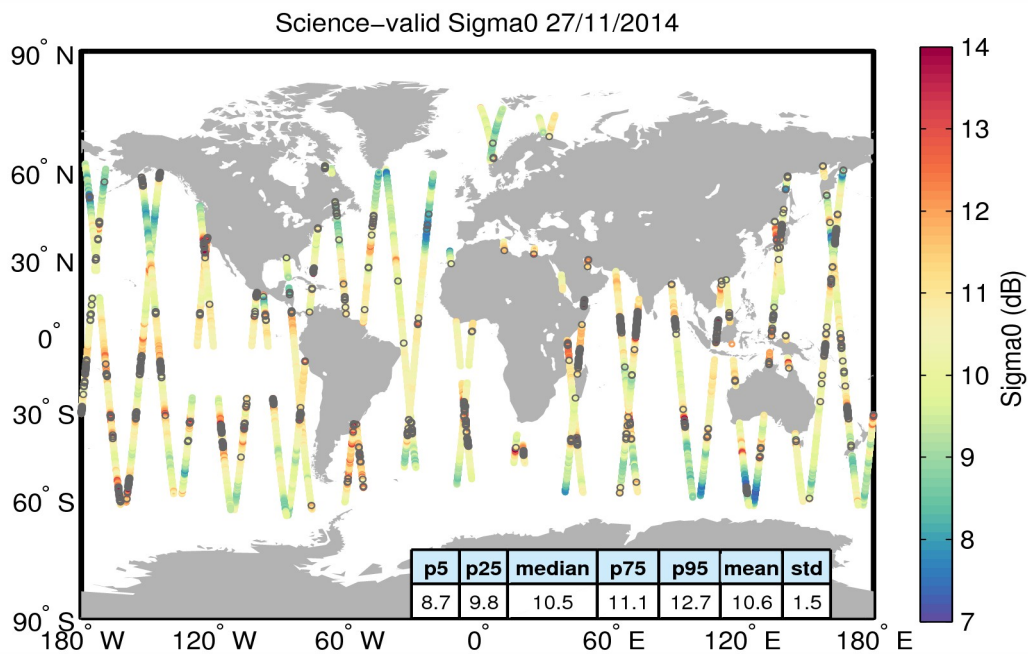 Science−valid Sigma0 27/11/2014
90° N
60° N
30° N
0°
30° S
60° S
90° S
180° W
120° W
60° W
0°
60° E
120° E
180° E
p5 p25 median p75 p95 mean std
8.7 9.8 10.5 11.1 12.7 10.6 1.5
14
13
12
11
10
9
8
7
Sigma0 (dB)